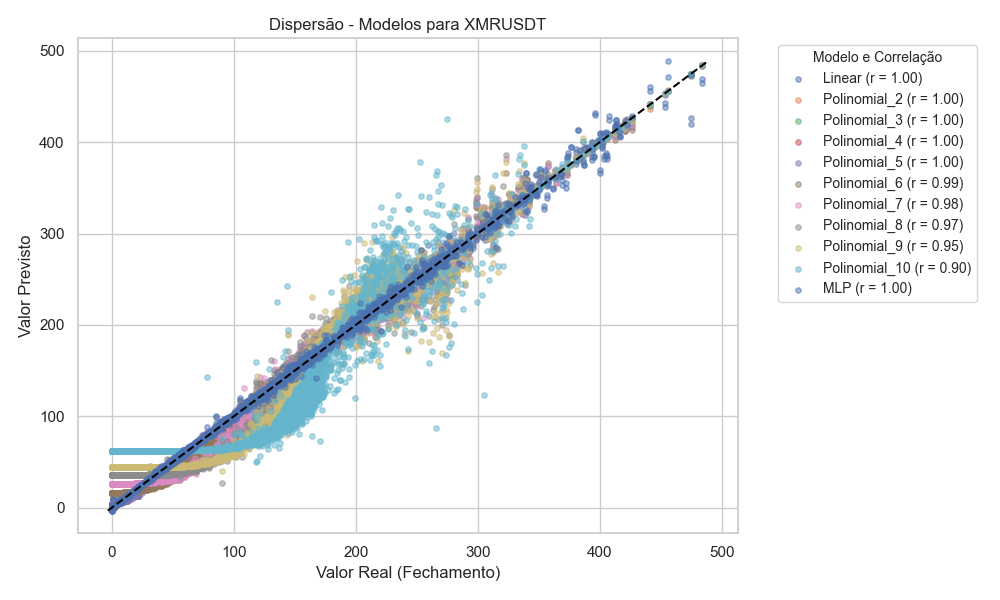 Dispersão - Modelos para XMRUSDT
500
400
300
200
100
0
Valor Previsto
0
100
200
300
400
500
Valor Real (Fechamento)
Modelo e Correlação
Linear (r = 1.00)
Polinomial_2 (r = 1.00)
Polinomial_3 (r = 1.00)
Polinomial_4 (r = 1.00)
Polinomial_5 (r = 1.00)
Polinomial_6 (r = 0.99)
Polinomial_7 (r = 0.98)
Polinomial_8 (r = 0.97)
Polinomial_9 (r = 0.95)
Polinomial_10 (r = 0.90)
MLP (r = 1.00)